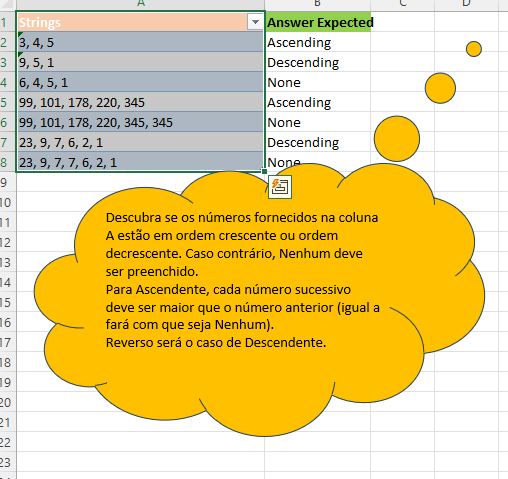 A B C D
1 Strings Answer Expected
2 3, 4, 5 Ascending
3 9, 5, 1 Descending
4 6, 4, 5, 1 None
5 99, 101, 178, 220, 345 Ascending
6 99, 101, 178, 220, 345, 345 None
7 23, 9, 7, 6, 2, 1 Descending
8 23, 9, 7, 7, 6, 2, 1 None
9
10
11
12
13
14
15
16
17
18
19
20
21
22
23
Descubra se os números fornecidos na coluna
A estão em ordem crescente ou ordem
decrescente. Caso contrário, Nenhum deve
ser preenchido.
Para Ascendente, cada número sucessivo
deve ser maior que o número anterior (igual a
fará com que seja Nenhum).
Reverso será o caso de Descendente.